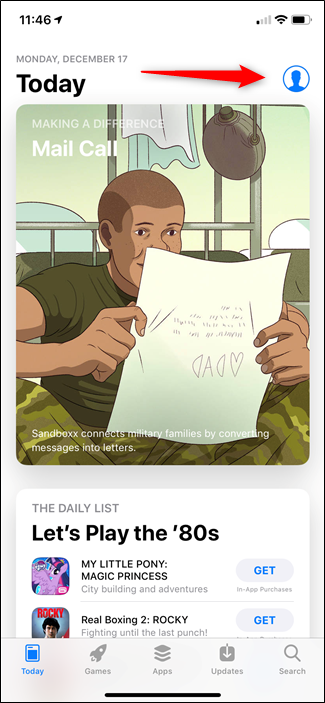 11:46
MONDAY, DECEMBER 17
Today
MAKING A DIFFERENCE
Mail Call
DAD
Sandboxx connects military families by converting
messages into letters.
THE DAILY LIST
Let's Play the '80s
MY LITTLE PONY:
MAGIC PRINCESS
City building and adventures
GET
In-App Purchases
ROCKY
Real Boxing 2: ROCKY
Fighting until the last punch!
GET
Today
Games
Apps
Updates
Search